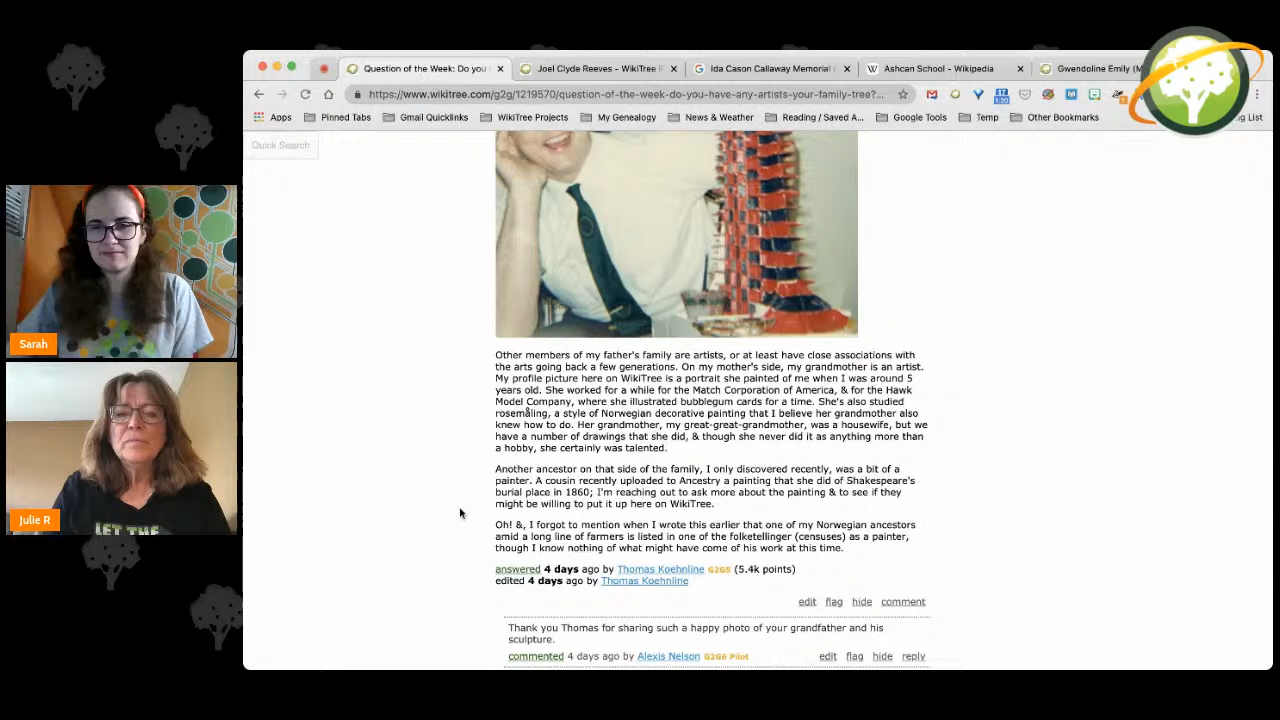 Question of the Week: Do you
Joel Clyde Reeves - WikiTree P
Ida Cason Callaway Memorial
Ashcan School - Wikipedia
Gwendoline Emily (M
https://www.wikitree.com/g2g/1219570/question-of-the-week-do-you-have-any-artists-your-family-tree?...
Apps
Pinned Tabs
Gmail Quicklinks
WikiTree Projects
My Genealogy
News & Weather
Reading / Saved A...
Google Tools
Temp
Other Bookmarks
ng List
Quick Search
Other members of my father's family are artists, or at least have close associations with
the arts going back a few generations. On my mother's side, my grandmother is an artist.
My profile picture here on WikiTree is a portrait she painted of me when I was around 5
years old. She worked for a while for the Match Corporation of America, & for the Hawk
Model Company, where she illustrated bubblegum cards for a time. She's also studied
rosemåling, a style of Norwegian decorative painting that I believe her grandmother also
knew how to do. Her grandmother, my great-great-grandmother, was a housewife, but we
have a number of drawings that she did, & though she never did it as anything more than
a hobby, she certainly was talented.
Another ancestor on that side of the family, I only discovered recently, was a bit of a
painter. A cousin recently uploaded to Ancestry a painting that she did of Shakespeare's
burial place in 1860; I'm reaching out to ask more about the painting & to see if they
might be willing to put it up here on WikiTree.
Oh! &, I forgot to mention when I wrote this earlier that one of my Norwegian ancestors
amid a long line of farmers is listed in one of the folketellinger (censuses) as a painter,
though I know nothing of what might have come of his work at this time.
answered 4 days ago by Thomas Koehnline G2G5 (5.4k points)
edited 4 days ago by Thomas Koehnline
edit flag hide comment
Thank you Thomas for sharing such a happy photo of your grandfather and his
sculpture.
commented 4 days ago by Alexis Nelson G2G6 Pilot
edit flag hide reply
Sarah
LET THE
Julie R